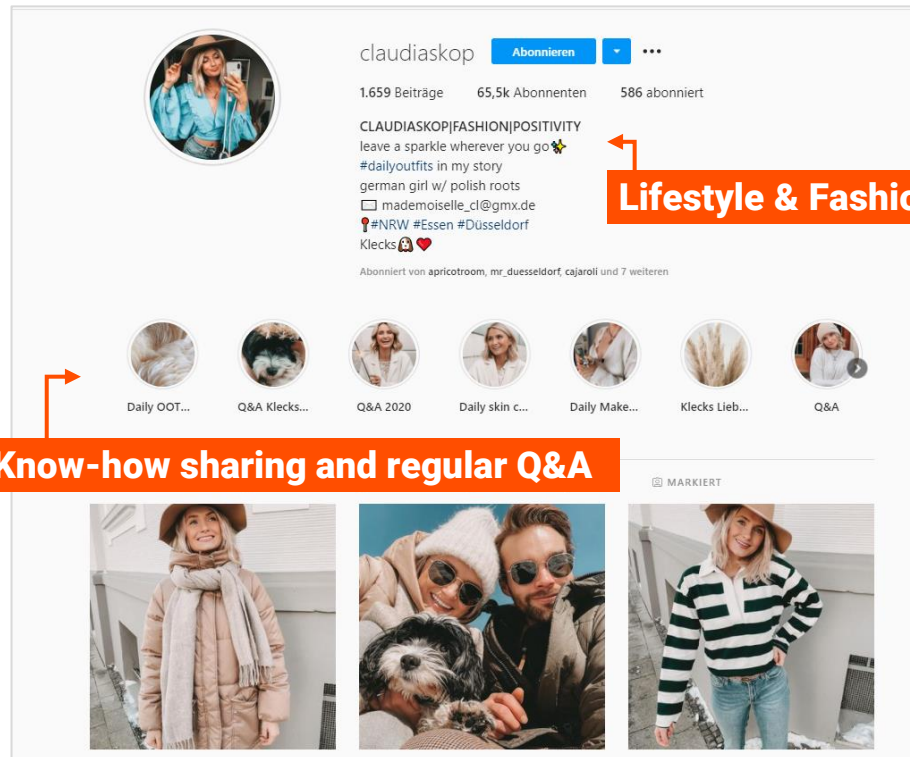 claudiaskop Abonnieren
1.659 Beiträge 65,5k Abonnenten 586 abonniert
CLAUDIASKOP|FASHION|POSITIVITY
leave a sparkle wherever you go✨
#dailyoutfits in my story
german girl w/ polish roots
mademoiselle_cl@gmx.de
📍#NRW #Essen #Düsseldorf
Klecks🐶❤️
Abonniert von apricotroom, mr_duesseldorf, cajaroli und 7 weiteren
Lifestyle & Fashio
Daily OOT... Q&A Klecks... Q&A 2020 Daily skin c... Daily Make... Klecks Lieb... Q&A
Know-how sharing and regular Q&A
MARKIERT